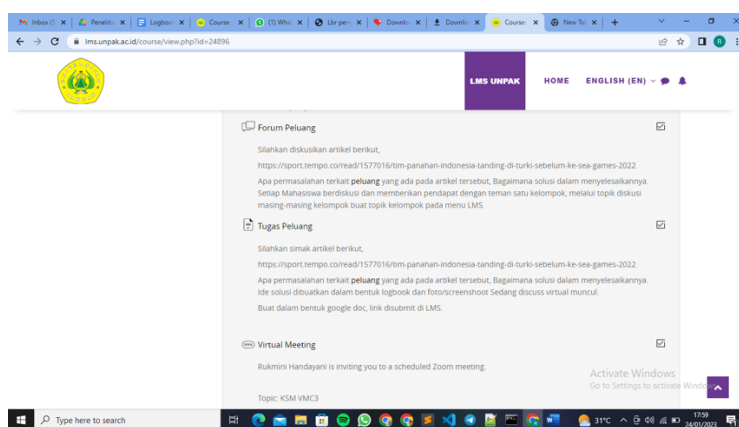 Inbox (5
Penelitia
Logboo
Course:
(1) What
Lbr per
Downlo
Downlo
Course
New Tab
lms.unpak.ac.id/course/view.php?id=24896
R
LMS UNPAK
HOME
ENGLISH (EN)
Forum Peluang
Silahkan diskusikan artikel berikut,
https://sport.tempo.co/read/1577016/tim-panahan-indonesia-tanding-di-turki-sebelum-ke-sea-games-2022
Apa permasalahan terkait peluang yang ada pada artikel tersebut, Bagaimana solusi dalam menyelesaikannya.
Setiap Mahasiswa berdiskusi dan memberikan pendapat dengan teman satu kelompok, melalui topik diskusi
masing-masing kelompok buat topik kelompok pada menu LMS.
Tugas Peluang
Silahkan simak artikel berikut,
https://sport.tempo.co/read/1577016/tim-panahan-indonesia-tanding-di-turki-sebelum-ke-sea-games-2022
Apa permasalahan terkait peluang yang ada pada artikel tersebut, Bagaimana solusi dalam menyelesaikannya.
Ide solusi dibuatkan dalam bentuk logbook dan foto/screenshoot Sedang discuss virtual muncul.
Buat dalam bentuk google doc, link disubmit di LMS.
Virtual Meeting
Rukmini Handayani is inviting you to a scheduled Zoom meeting.
Activate Windows
Go to Settings to activate Windo
Topic: KSM VMC3
Type here to search
31°C
17:59
24/01/2023